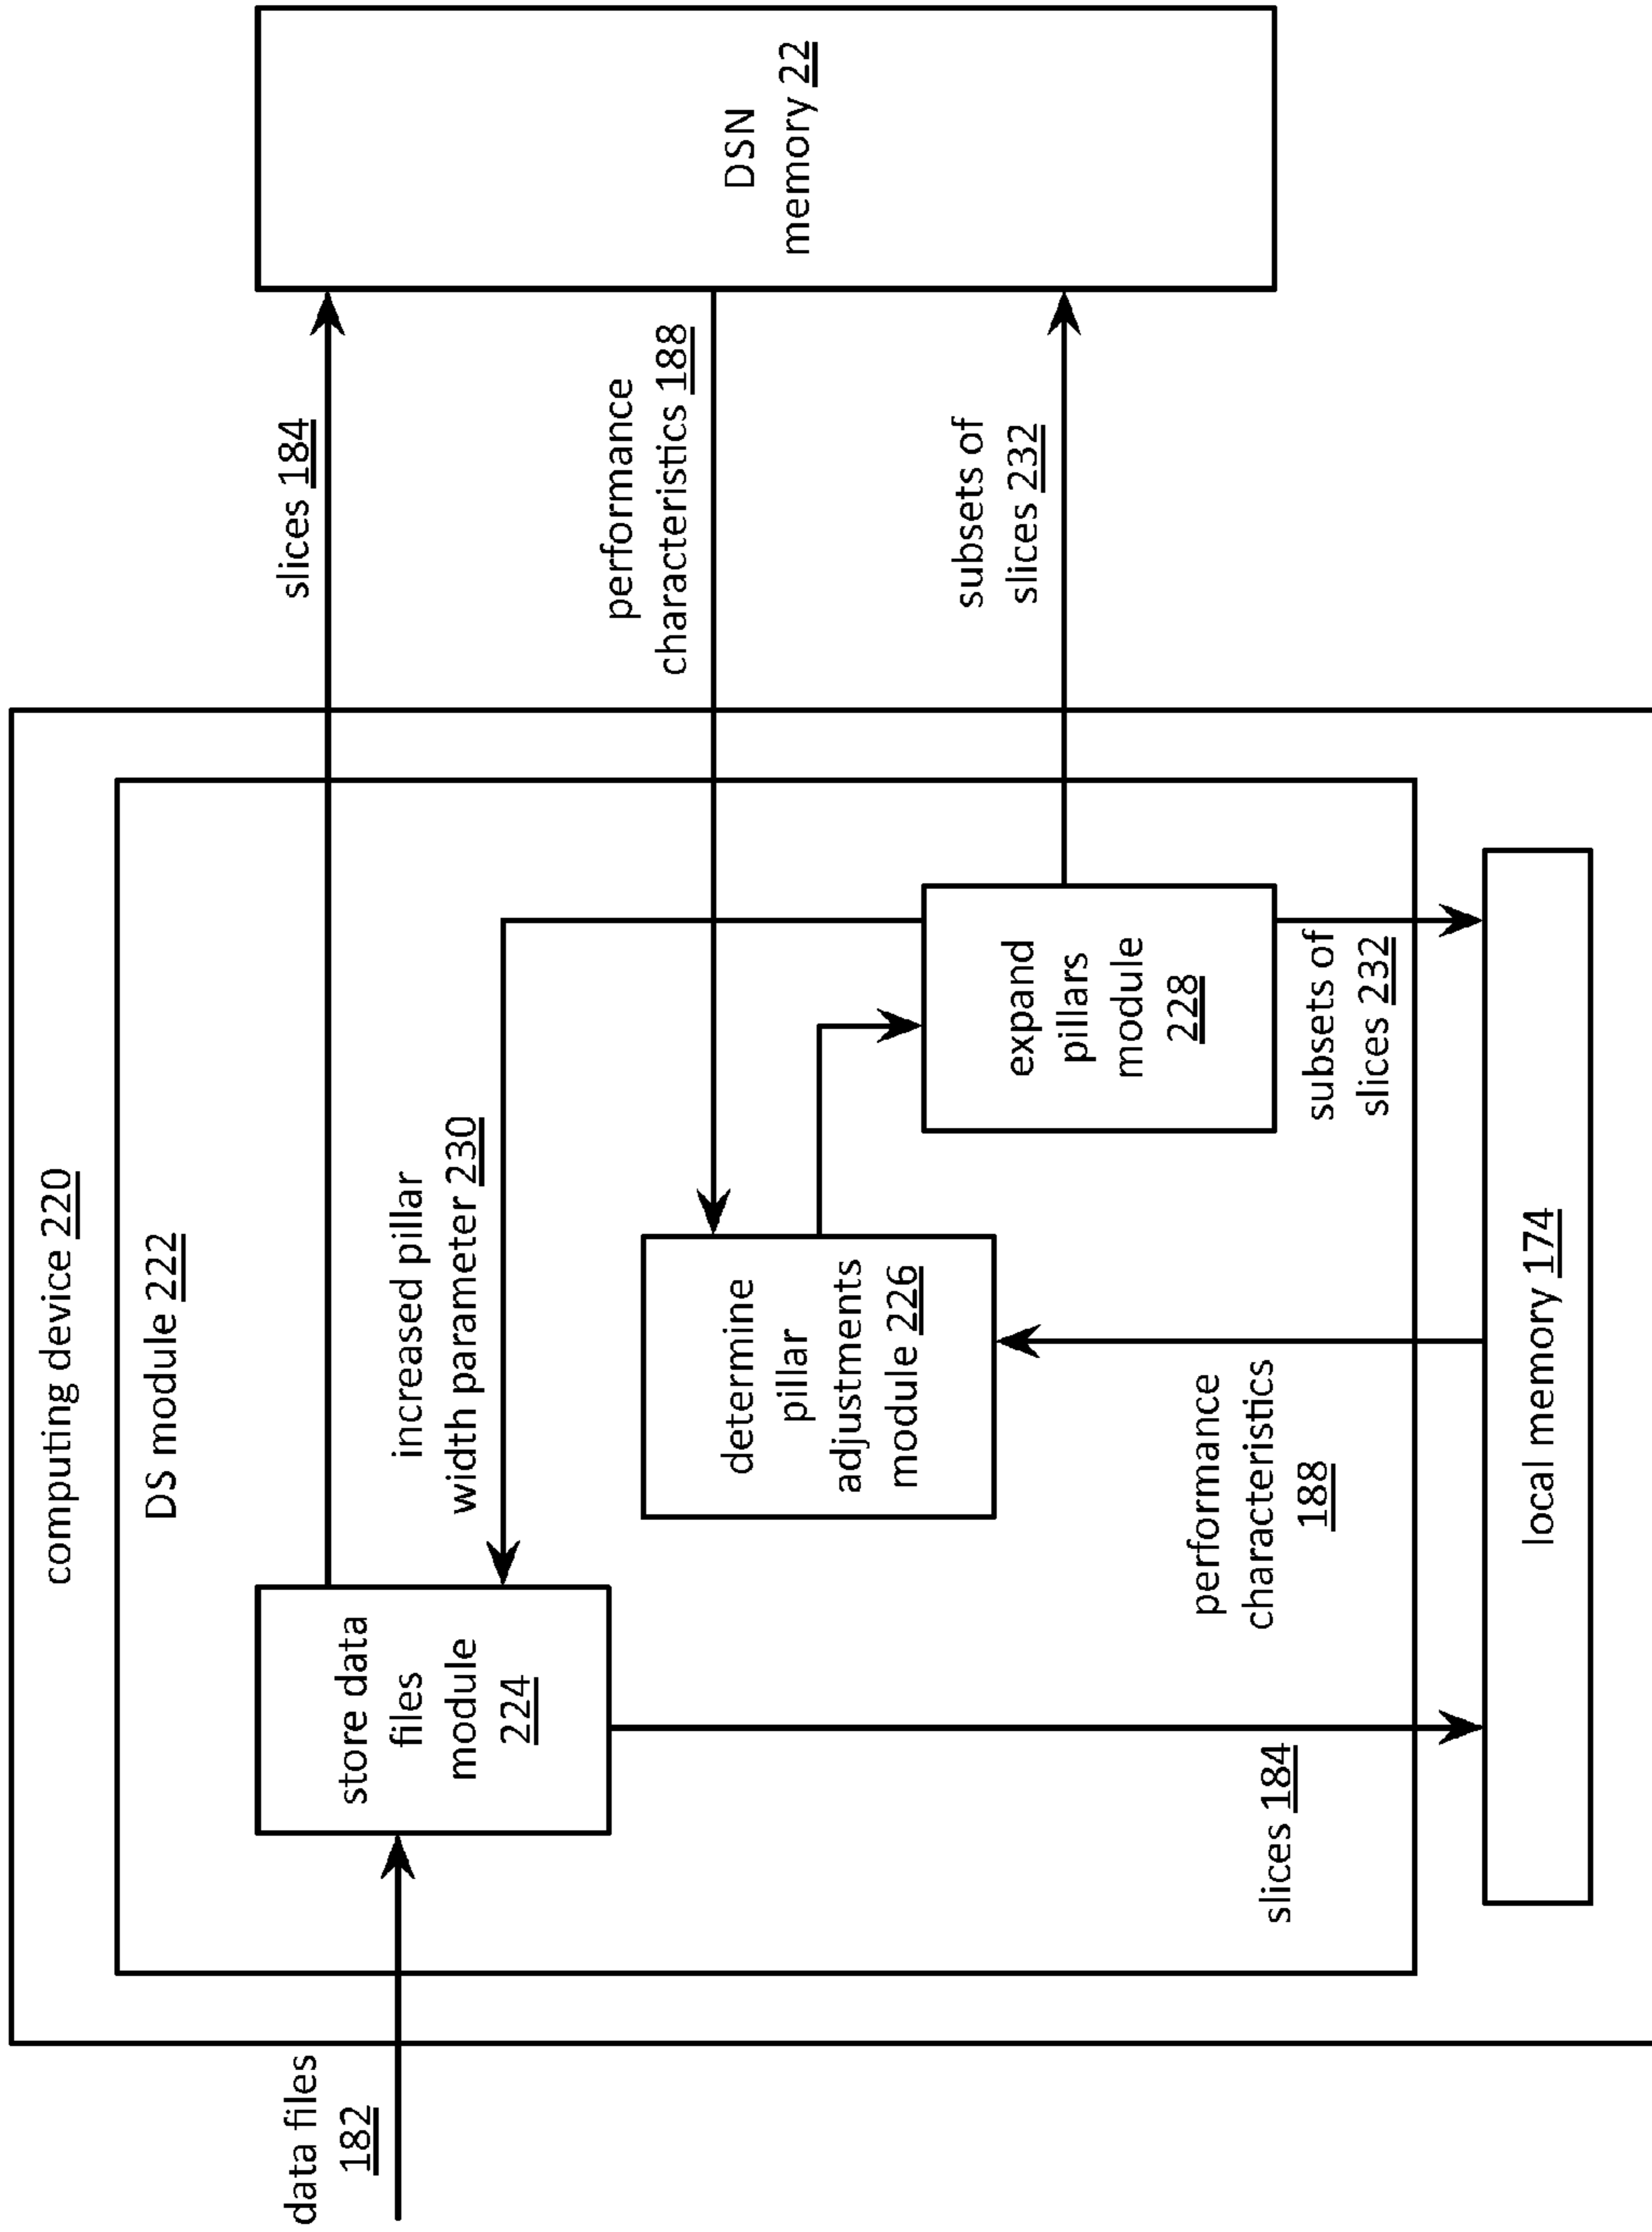 computing device 220
DS module 222
data files
182
store data
files
module
224
slices 184
increased pillar
width parameter 230
performance
characteristics 188
determine
pillar
adjustments
module 226
expand
pillars
module
228
subsets of
slices 232
DSN
memory 22
slices 184
performance
characteristics
188
subsets of
slices 232
local memory 174